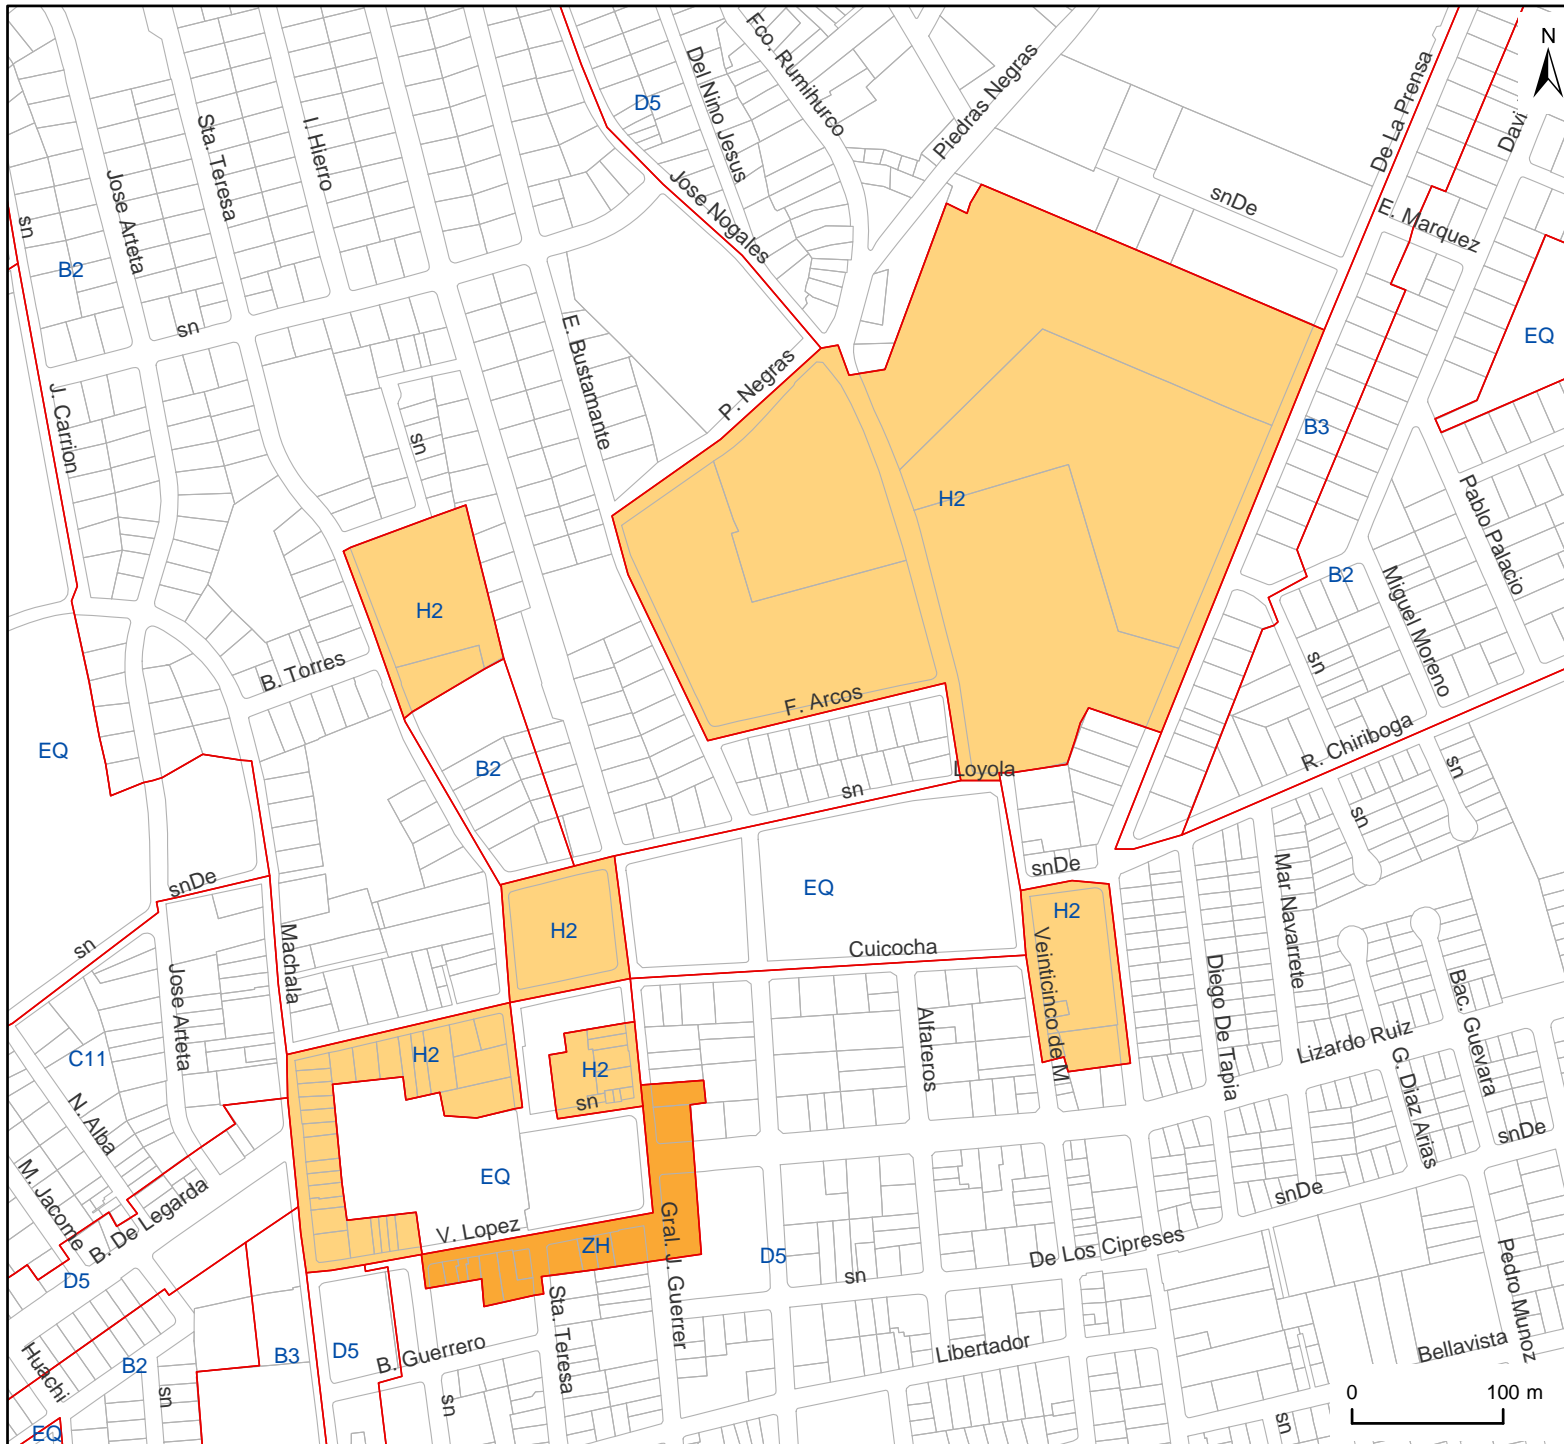 N
D5
Del Nino Jesus
Fco. Rumihurco
Piedras Negras
De La Prensa
Davi
Sta. Teresa
I. Hierro
Jose Arteta
Jose Nogales
snDe
E. Marquez
sn
B2
sn
EQ
E. Bustamante
P. Negras
J. Carrion
sn
B3
H2
Pablo Palacio
B2
Miguel Moreno
H2
B. Torres
sn
F. Arcos
EQ
B2
Loyola
sn
R. Chiriboga
sn
sn
snDe
EQ
snDe
Mar Navarrete
H2
H2
sn
Machala
Jose Arteta
Cuicocha
Veinticinco de M
Diego De Tapia
Bac. Guevara
Alfareros
Lizardo Ruiz
G. Diaz Arias
C11
H2
H2
sn
N. Alba
snDe
M. Jacome
B. De Legarda
EQ
snDe
V. Lopez
ZH
Gral. J. Guerrer
D5
De Los Cipreses
Pedro Munoz
D5
sn
Sta. Teresa
B3
D5
B. Guerrero
Libertador
Bellavista
Huachi
B2
sn
sn
sn
EQ
0
100 m